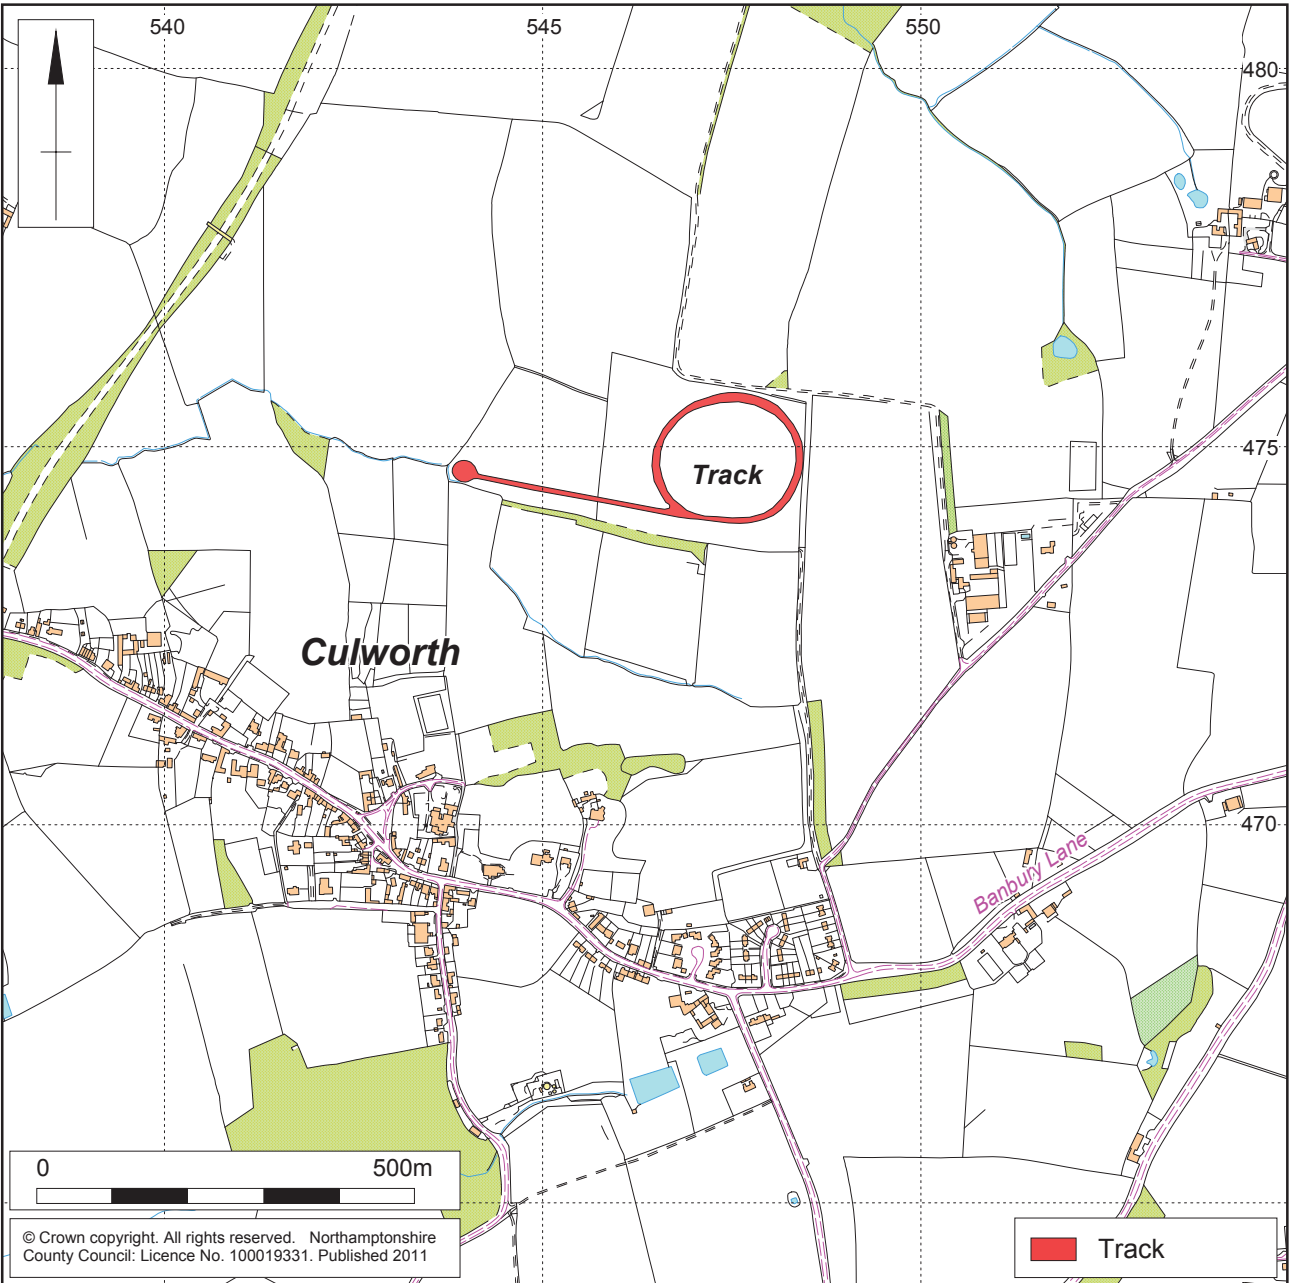 540
545
550
480
475
Track
Culworth
470
Banbury Lane
0 500m
© Crown copyright. All rights reserved. Northamptonshire
County Council: Licence No. 100019331. Published 2011
Track